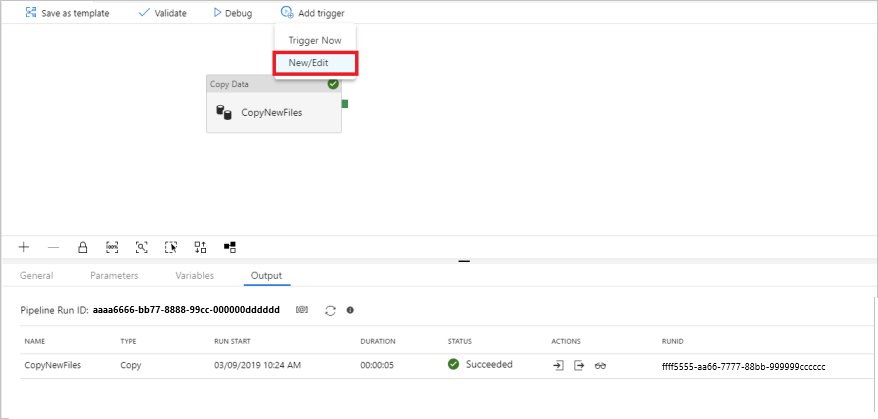 Save as template Validate Debug Add trigger
Trigger Now
New/Edit
Copy Data
CopyNewFiles
100%
General Parameters Variables Output
Pipeline Run ID: aaaa6666-bb77-8888-99cc-000000dddddd
NAME TYPE RUN START DURATION STATUS ACTIONS RUNID
CopyNewFiles Copy 03/09/2019 10:24 AM 00:00:05 Succeeded ffff5555-aa66-7777-88bb-999999cccccc